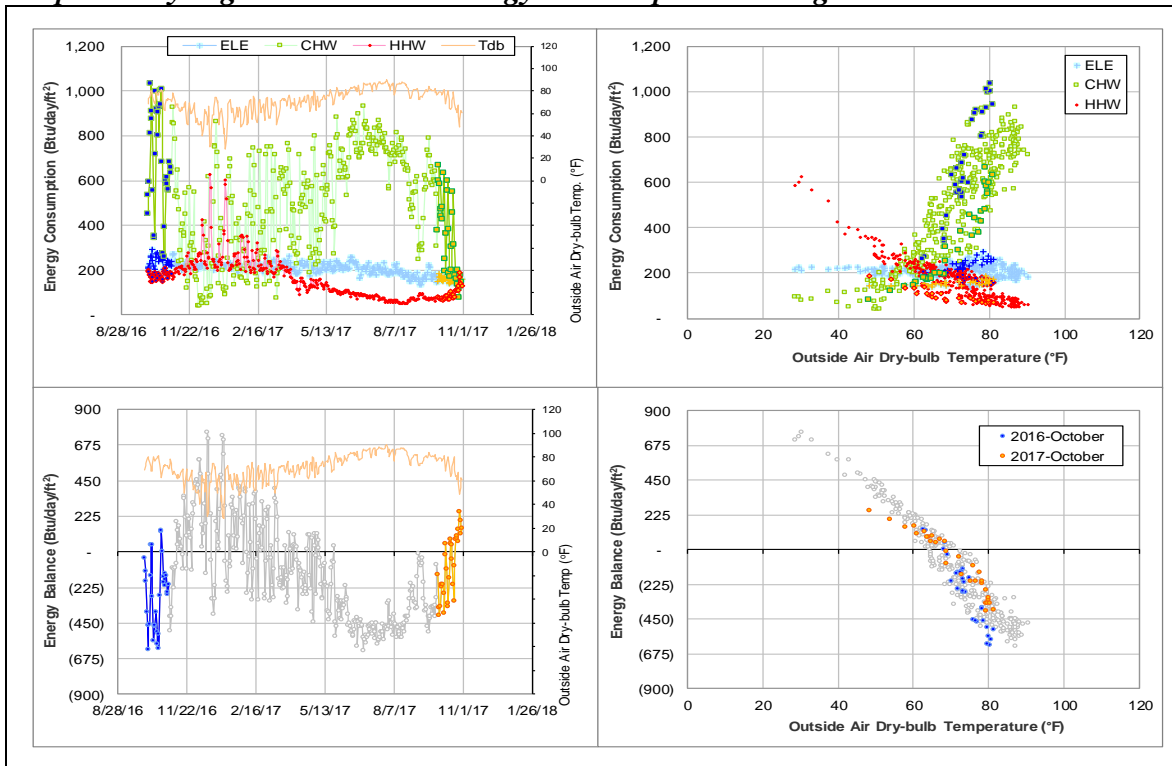 1,200
1,000
800
600
400
200
-
Energy Consumption (Btu/day/ft²)
ELE CHW HHW Tdb
120
100
80
60
40
20
0
Outside Air Dry-bulb Temp. (°F)
8/28/16 11/22/16 2/16/17 5/13/17 8/7/17 11/1/17 1/26/18
1,200
1,000
800
600
400
200
-
Energy Consumption (Btu/day/ft²)
ELE
CHW
HHW
0 20 40 60 80 100 120
Outside Air Dry-bulb Temperature (°F)
900
675
450
225
-
(225)
(450)
(675)
(900)
Energy Balance (Btu/day/ft²)
120
100
80
60
40
20
0
Outside Air Dry-bulb Temp (°F)
8/28/16 11/22/16 2/16/17 5/13/17 8/7/17 11/1/17 1/26/18
900
675
450
225
-
(225)
(450)
(675)
(900)
Energy Balance (Btu/day/ft²)
2016-October
2017-October
0 20 40 60 80 100 120
Outside Air Dry-bulb Temperature (°F)